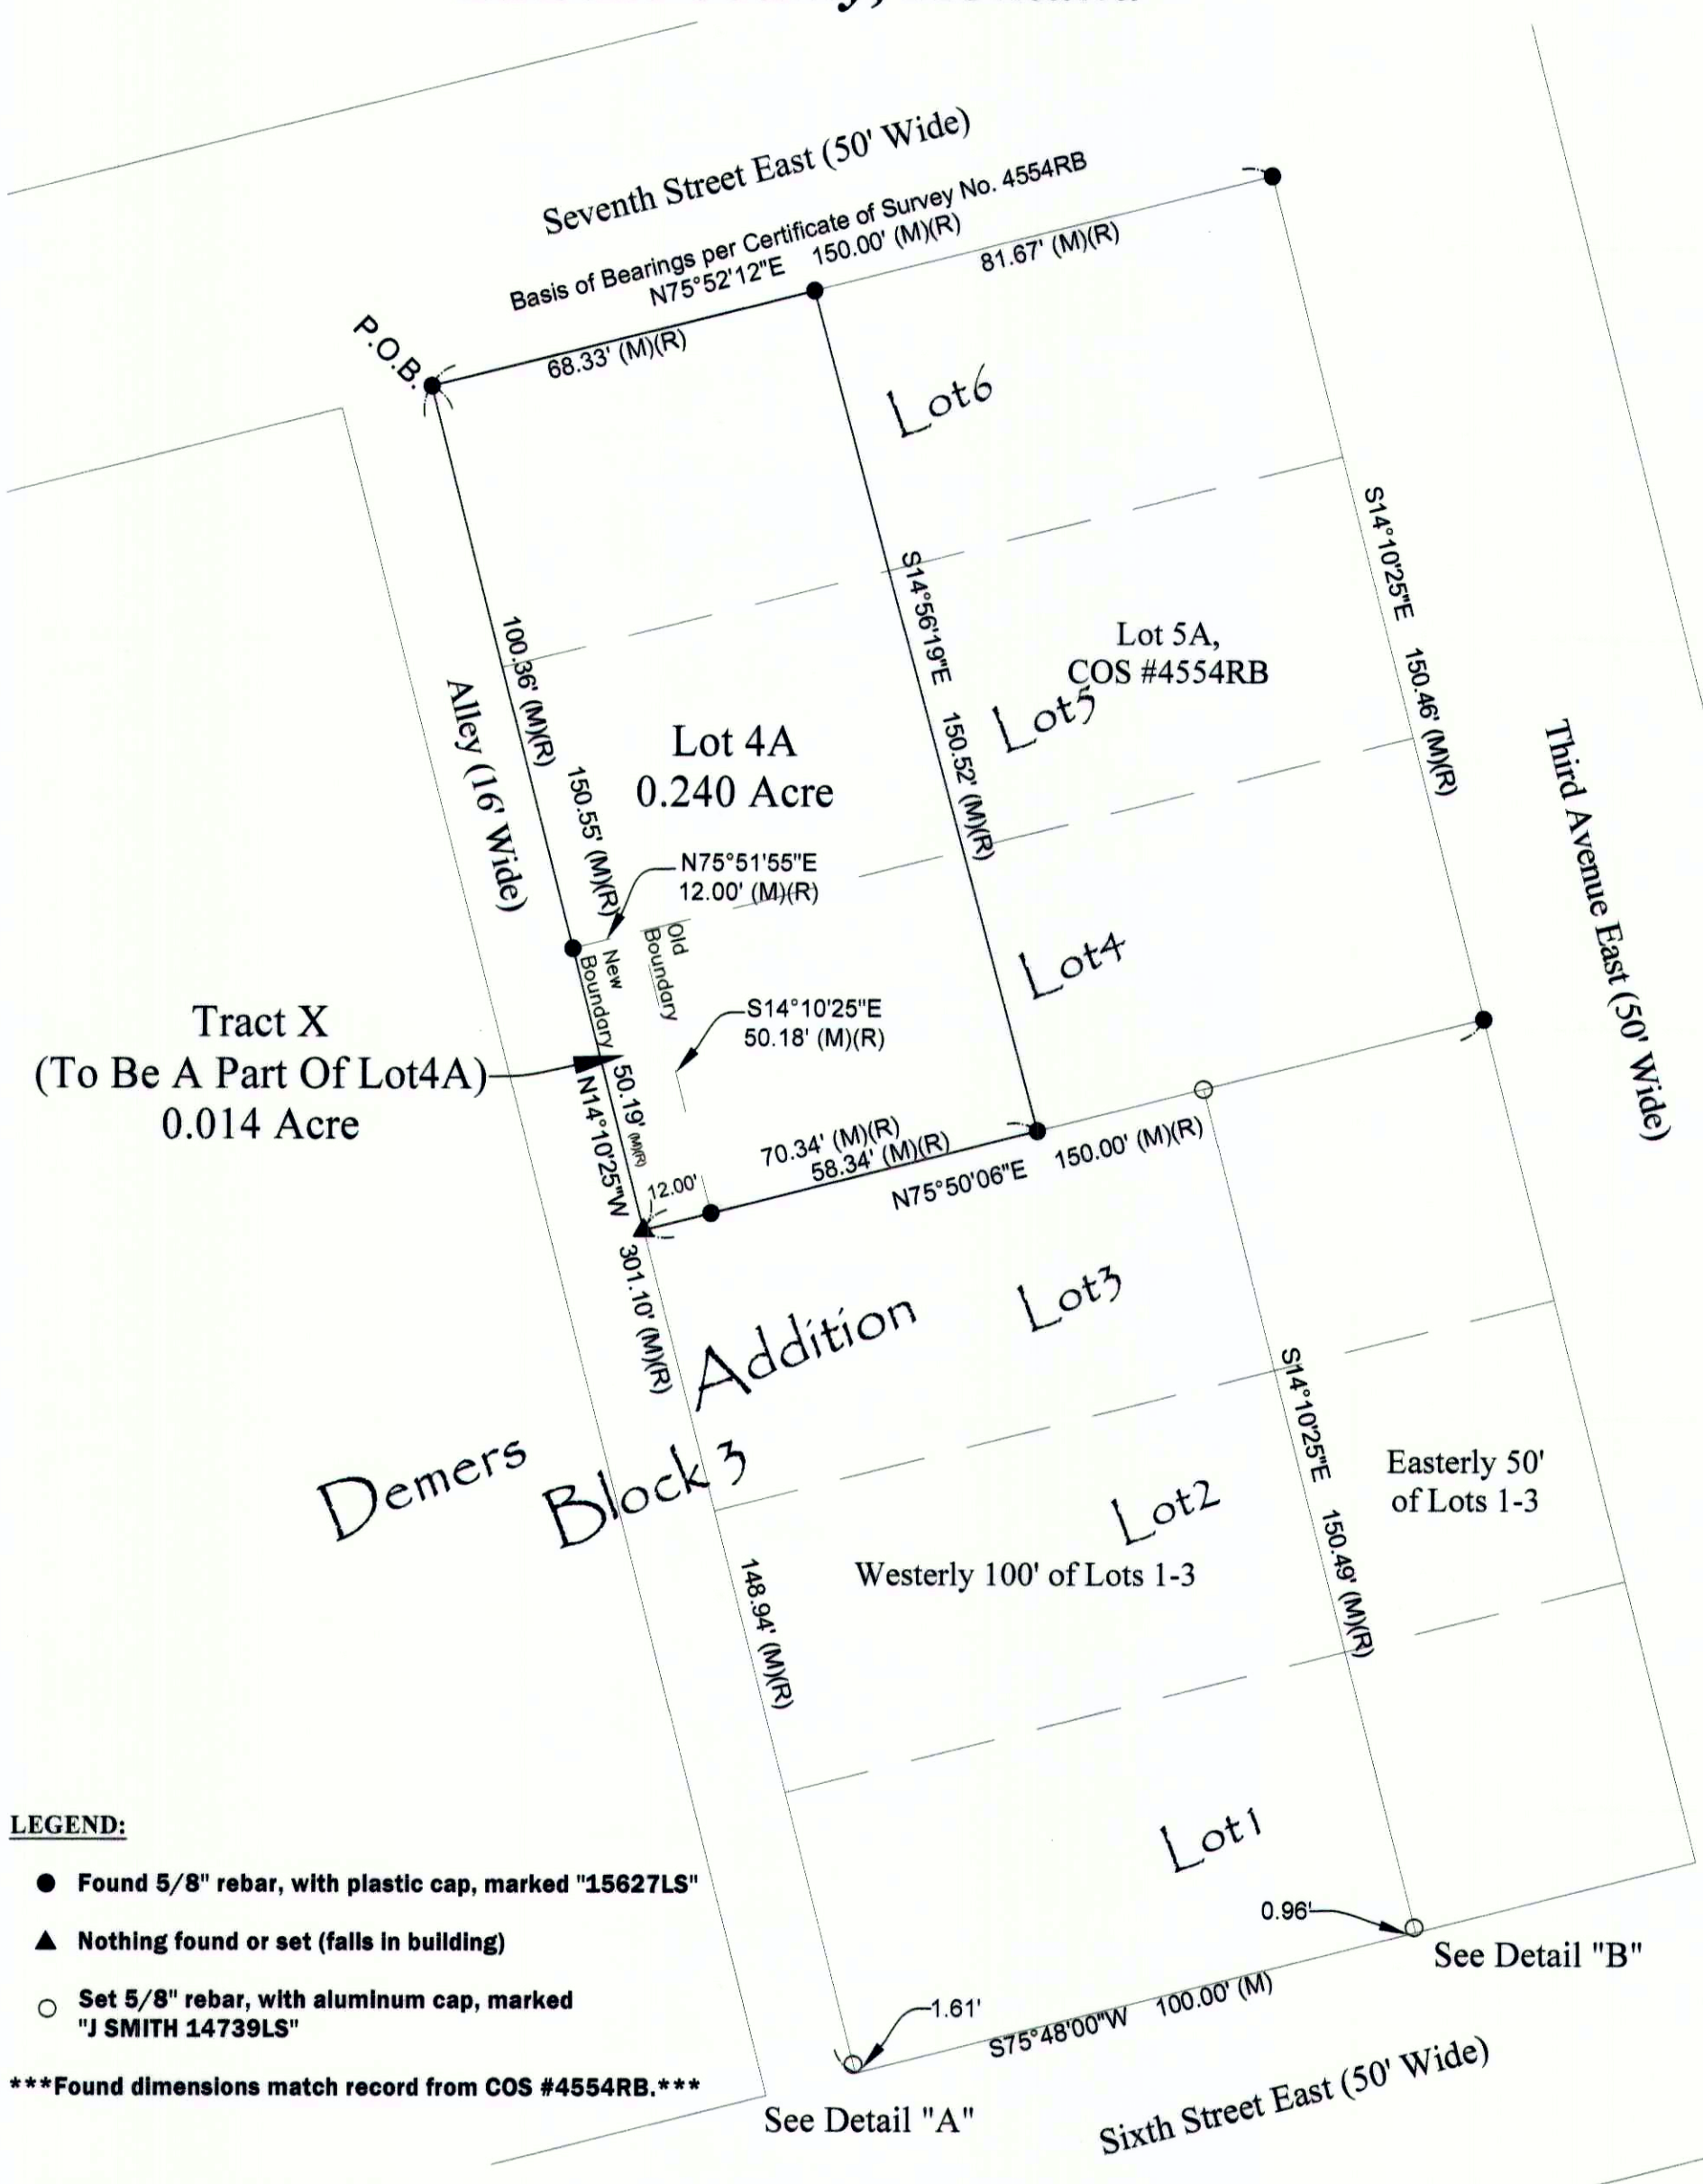 Seventh Street East (50' Wide)
Basis of Bearings per Certificate of Survey No. 4554RB
N75°52'12"E 150.00' (M)(R)
81.67' (M)(R)
P.O.B.
68.33' (M)(R)
Lot6
S14°10'25"E 150.46' (M)(R)
S14°56'19"E 150.52' (M)(R)
Lot 5A,
COS #4554RB
Lot5
100.36' (M)(R)
150.55' (M)(R)
Alley (16' Wide)
Lot 4A
0.240 Acre
Third Avenue East (50' Wide)
N75°51'55"E
12.00' (M)(R)
Old
Boundary
New
Boundary
Lot4
S14°10'25"E
50.18' (M)(R)
Tract X
(To Be A Part Of Lot4A)
0.014 Acre
50.19' (M)(R)
N14°10'25"W 301.10' (M)(R)
12.00'
70.34' (M)(R)
58.34' (M)(R)
N75°50'06"E 150.00' (M)(R)
Lot3
Demers Addition
Block 3
S14°10'25"E 150.49' (M)(R)
Easterly 50'
of Lots 1-3
Lot2
Westerly 100' of Lots 1-3
148.94' (M)(R)
Lot1
0.96'
See Detail "B"
1.61'
S75°48'00"W 100.00' (M)
See Detail "A"
Sixth Street East (50' Wide)
LEGEND:
Found 5/8" rebar, with plastic cap, marked "15627LS"
Nothing found or set (falls in building)
Set 5/8" rebar, with aluminum cap, marked
"J SMITH 14739LS"
***Found dimensions match record from COS #4554RB.***